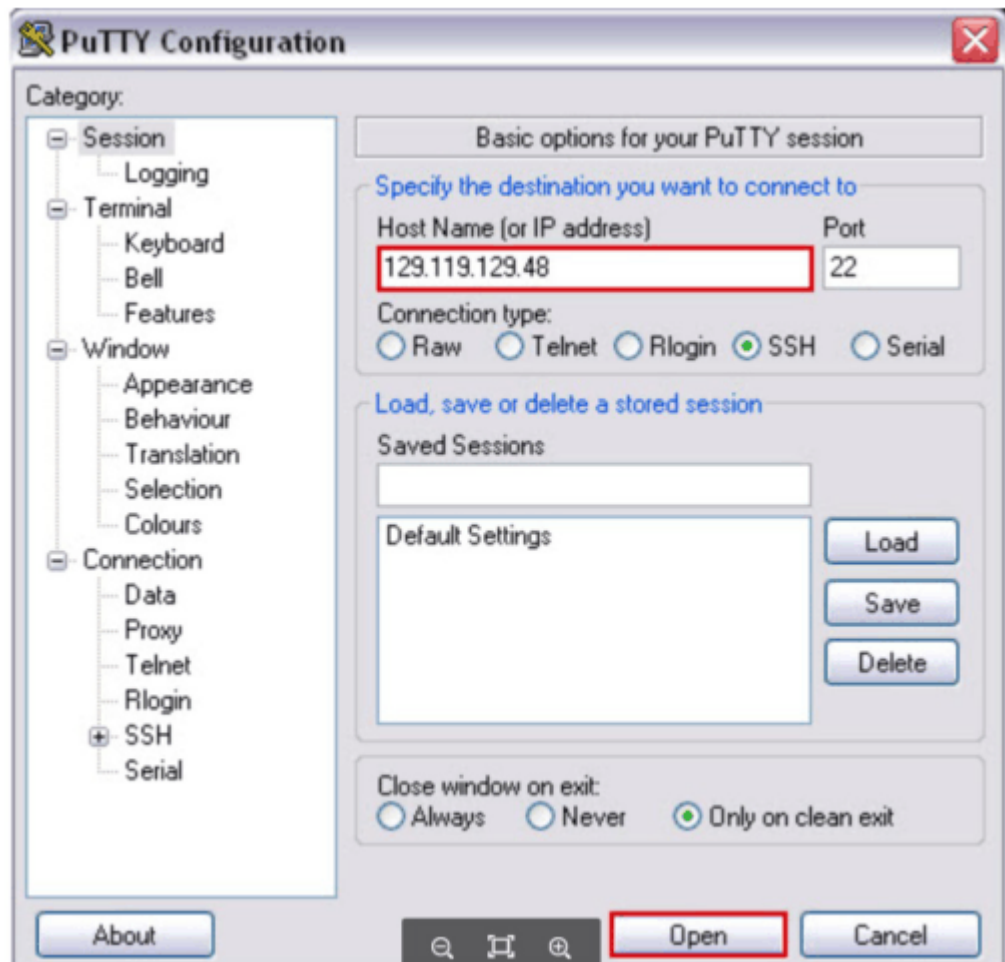 PuTTY Configuration
Category:
Session
Logging
Terminal
Keyboard
Bell
Features
Window
Appearance
Behaviour
Translation
Selection
Colours
Connection
Data
Proxy
Telnet
Rlogin
SSH
Serial
Basic options for your PuTTY session
Specify the destination you want to connect to
Host Name (or IP address) Port
129.119.129.48 22
Connection type:
Raw Telnet Rlogin SSH Serial
Load, save or delete a stored session
Saved Sessions
Default Settings
Load
Save
Delete
Close window on exit:
Always Never Only on clean exit
About Open Cancel